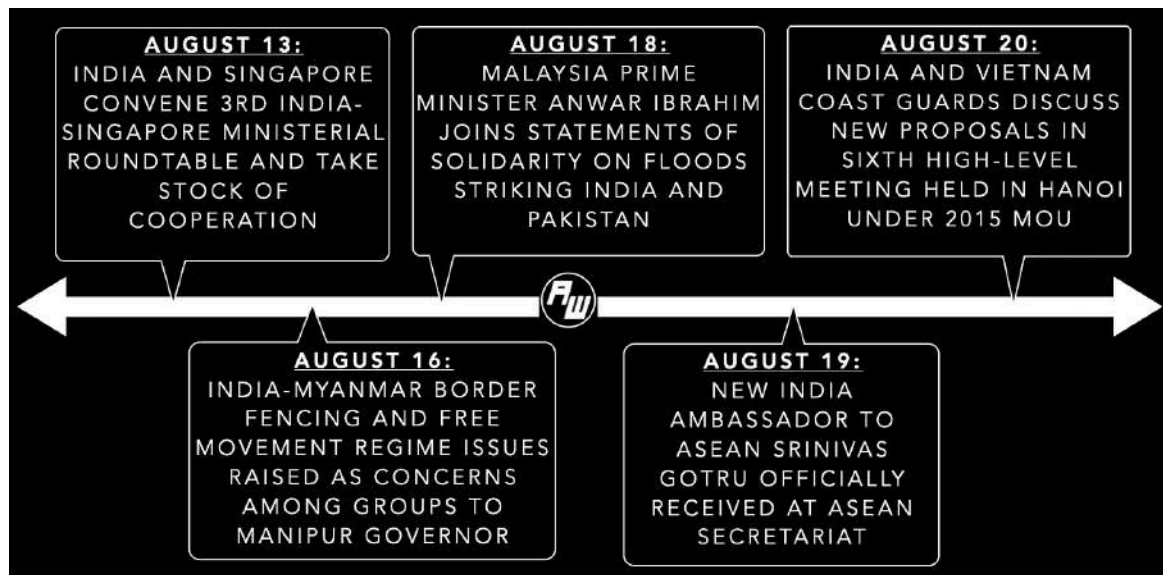 AUGUST 13:
INDIA AND SINGAPORE
CONVENE 3RD INDIA-
SINGAPORE MINISTERIAL
ROUNDTABLE AND TAKE
STOCK OF
COOPERATION
AUGUST 18:
MALAYSIA PRIME
MINISTER ANWAR IBRAHIM
JOINS STATEMENTS OF
SOLIDARITY ON FLOODS
STRIKING INDIA AND
PAKISTAN
AUGUST 20:
INDIA AND VIETNAM
COAST GUARDS DISCUSS
NEW PROPOSALS IN
SIXTH HIGH-LEVEL
MEETING HELD IN HANOI
UNDER 2015 MOU
AW
AUGUST 16:
INDIA-MYANMAR BORDER
FENCING AND FREE
MOVEMENT REGIME ISSUES
RAISED AS CONCERNS
AMONG GROUPS TO
MANIPUR GOVERNOR
AUGUST 19:
NEW INDIA
AMBASSADOR TO
ASEAN SRINIVAS
GOTRU OFFICIALLY
RECEIVED AT ASEAN
SECRETARIAT